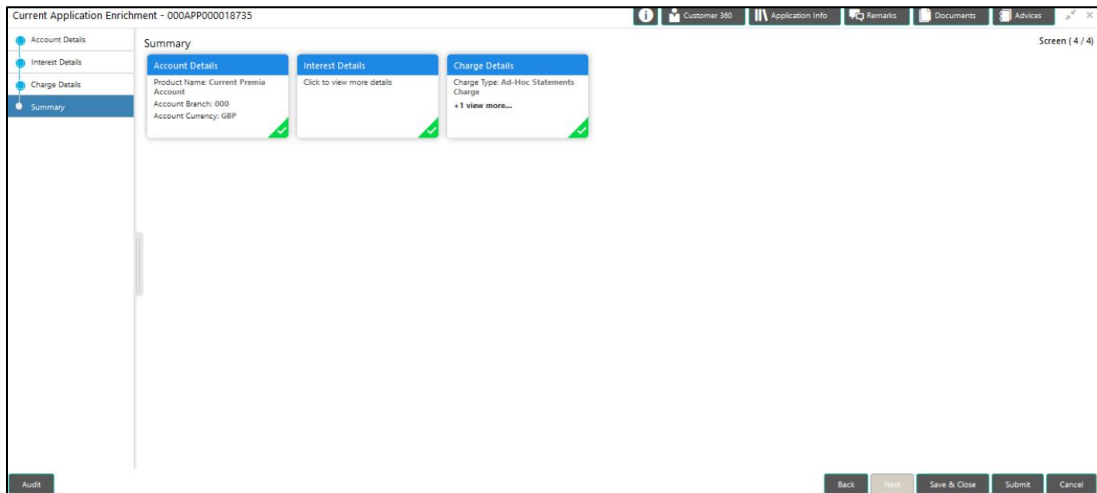 Current Application Enrichment - 000APP000018735
i
Customer 360
Application Info
Remarks
Documents
Advices
Account Details
Interest Details
Charge Details
Summary
Summary
Screen ( 4 / 4)
Account Details
Product Name: Current Premia
Account
Account Branch: 000
Account Currency: GBP
Interest Details
Click to view more details
Charge Details
Charge Type: Ad-Hoc Statements
Charge
+1 view more...
Audit
Back
Next
Save & Close
Submit
Cancel